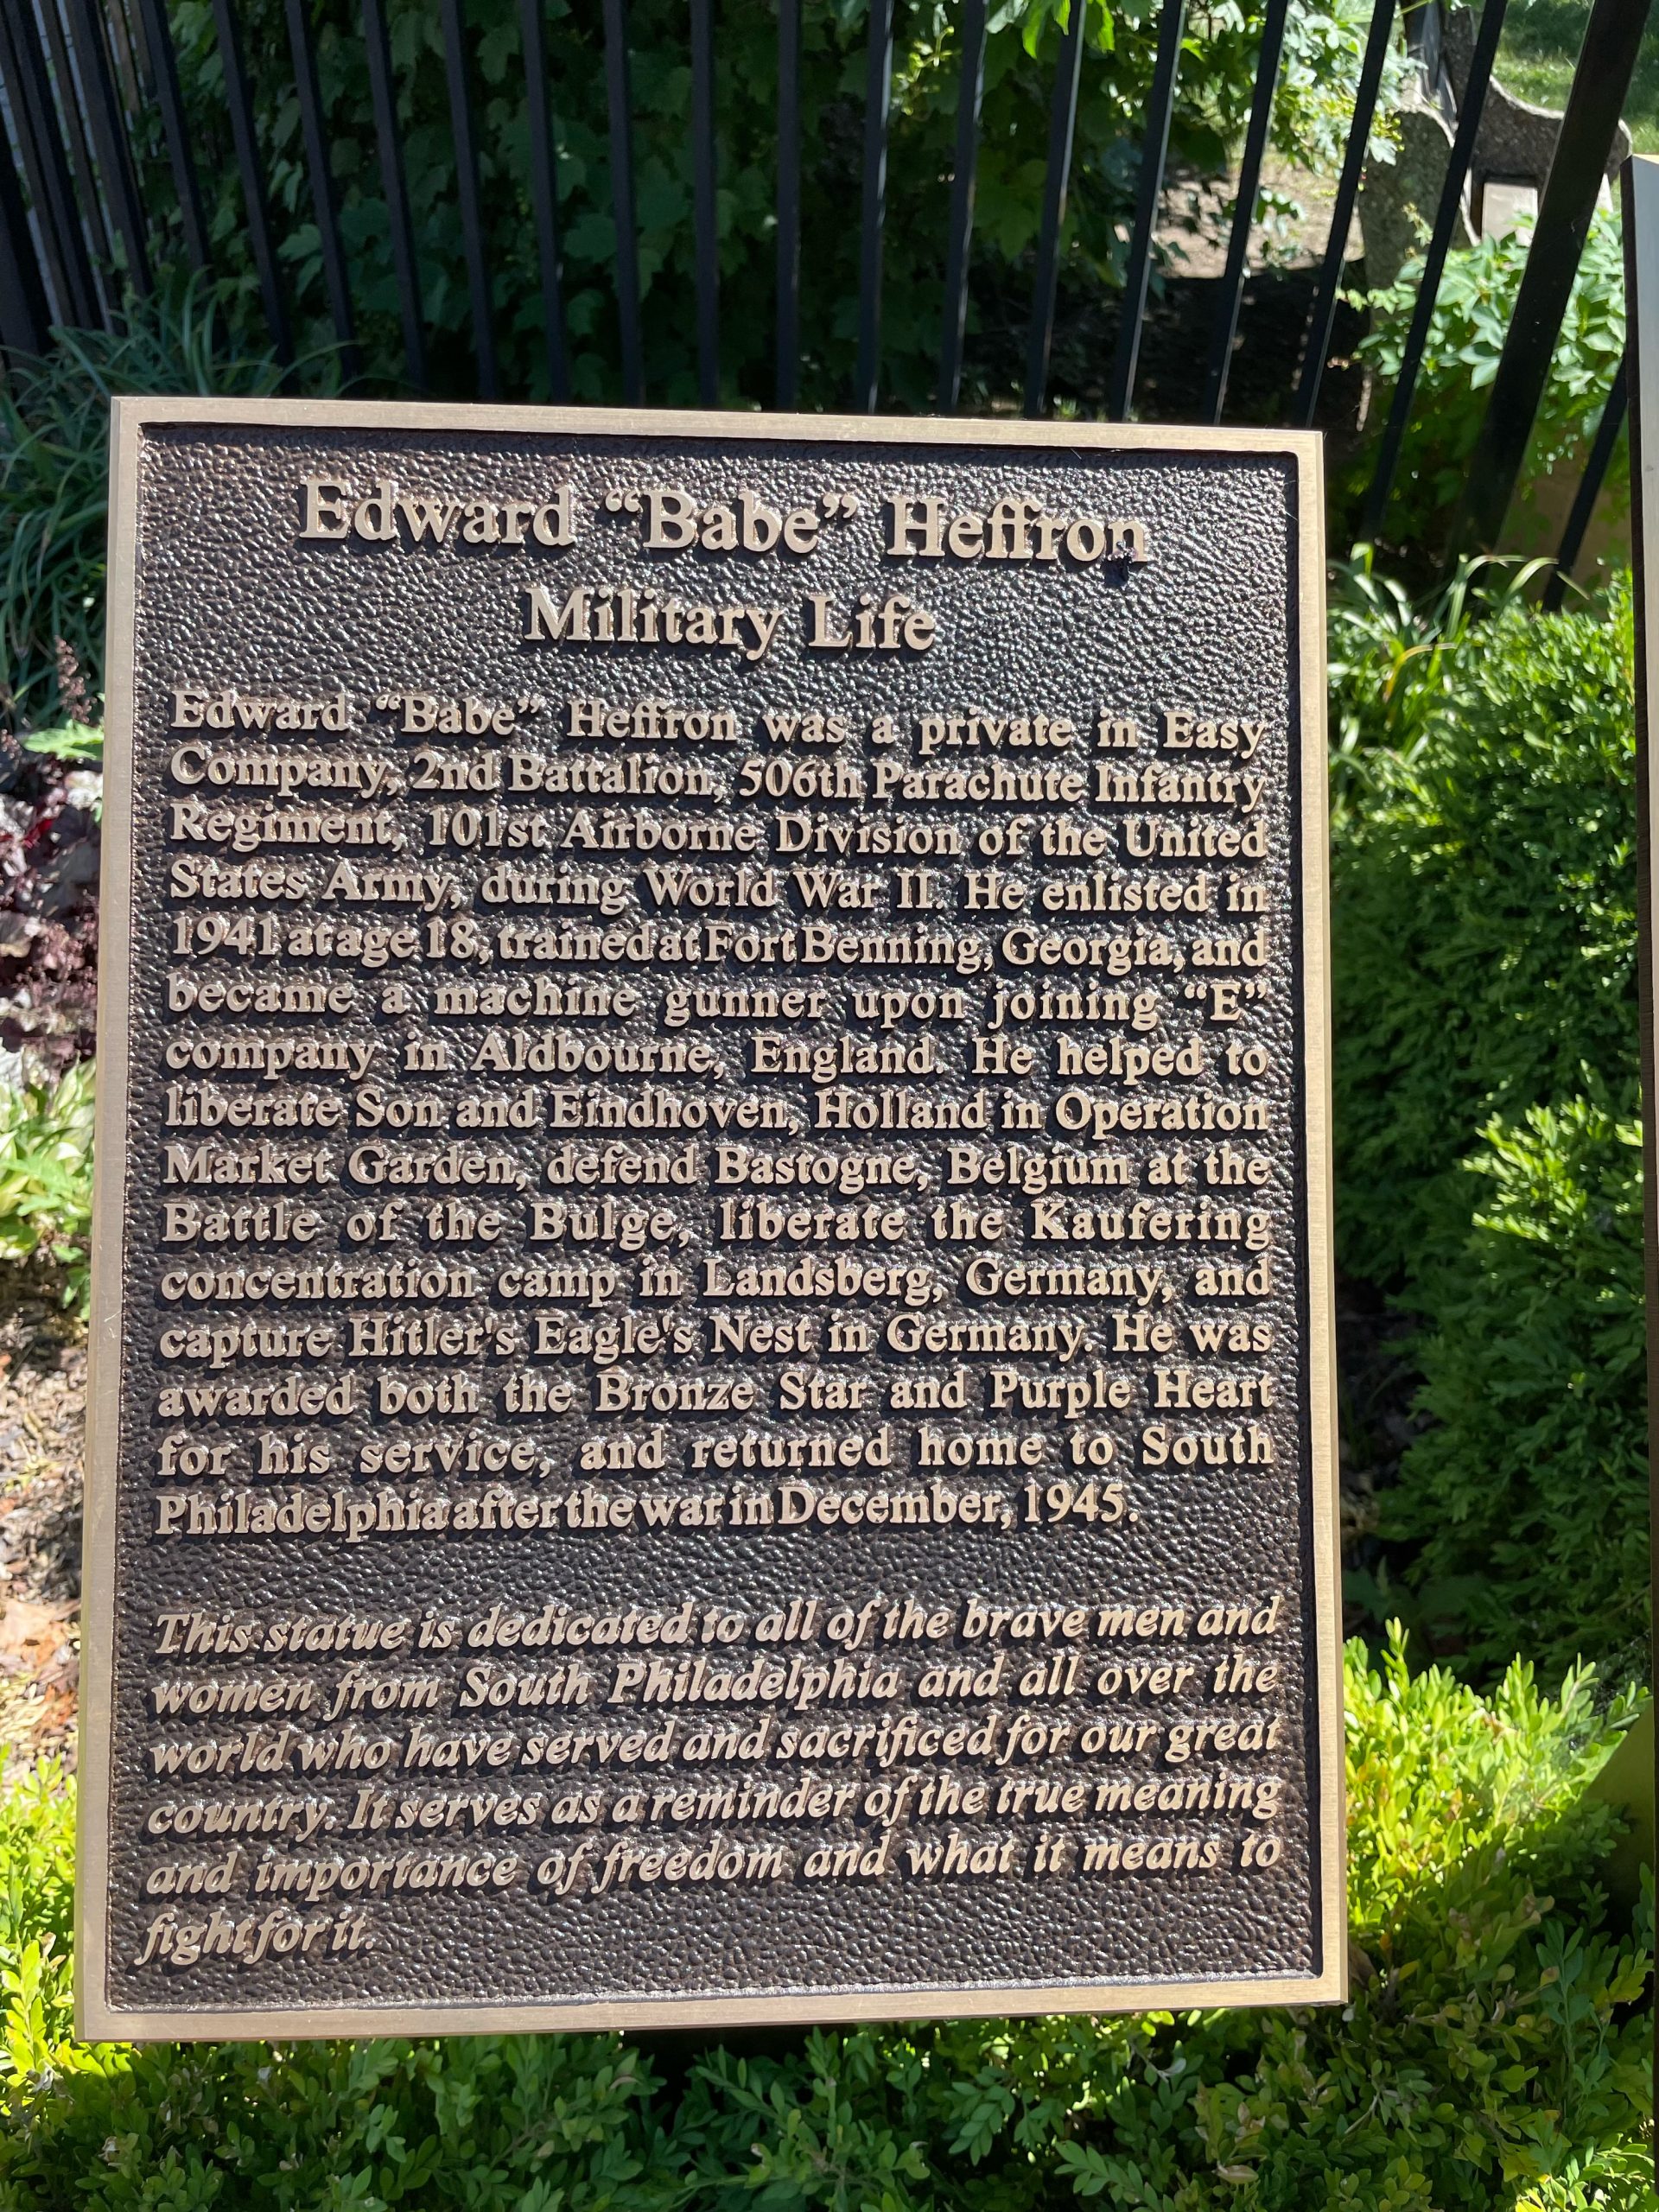 Edward “Babe” Heffron
Military Life
Edward “Babe” Heffron was a private in Easy
Company, 2nd Battalion, 506th Parachute Infantry
Regiment, 101st Airborne Division of the United
States Army, during World War II. He enlisted in
1941 at age 18, trained at Fort Benning, Georgia, and
became a machine gunner upon joining “E”
company in Aldbourne, England. He helped to
liberate Son and Eindhoven, Holland in Operation
Market Garden, defend Bastogne, Belgium at the
Battle of the Bulge, liberate the Kaufering
concentration camp in Landsberg, Germany, and
capture Hitler's Eagle's Nest in Germany. He was
awarded both the Bronze Star and Purple Heart
for his service, and returned home to South
Philadelphia after the war in December, 1945.
This statue is dedicated to all of the brave men and
women from South Philadelphia and all over the
world who have served and sacrificed for our great
country. It serves as a reminder of the true meaning
and importance of freedom and what it means to
fight for it.